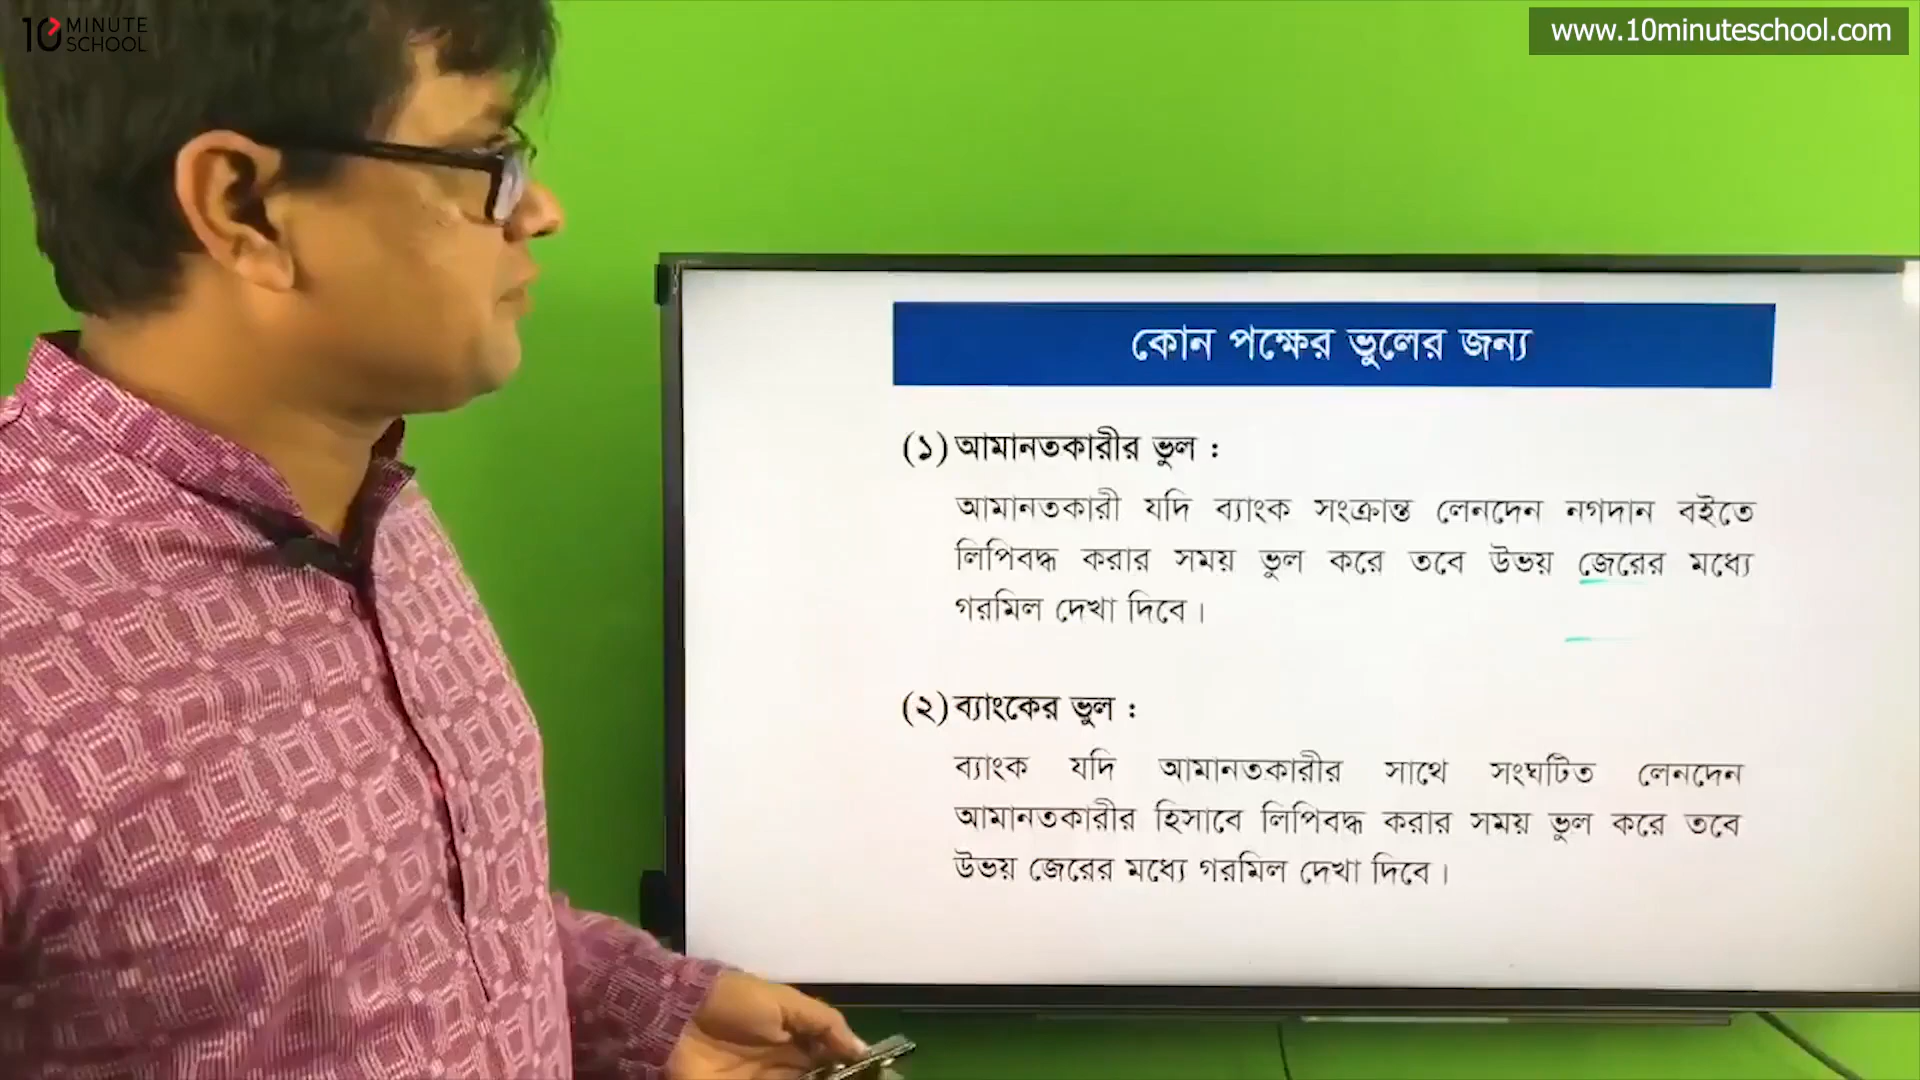 10 MINUTE
SCHOOL
www.10minuteschool.com
কোন পক্ষের ভুলের জন্য
(১) আমানতকারীর ভুল :
আমানতকারী যদি ব্যাংক সংক্রান্ত লেনদেন নগদান বইতে
লিপিবদ্ধ করার সময় ভুল করে তবে উভয় জেরের মধ্যে
গরমিল দেখা দিবে।
(২) ব্যাংকের ভুল :
ব্যাংক যদি আমানতকারীর সাথে সংঘটিত লেনদেন
আমানতকারীর হিসাবে লিপিবদ্ধ করার সময় ভুল করে তবে
উভয় জেরের মধ্যে গরমিল দেখা দিবে।